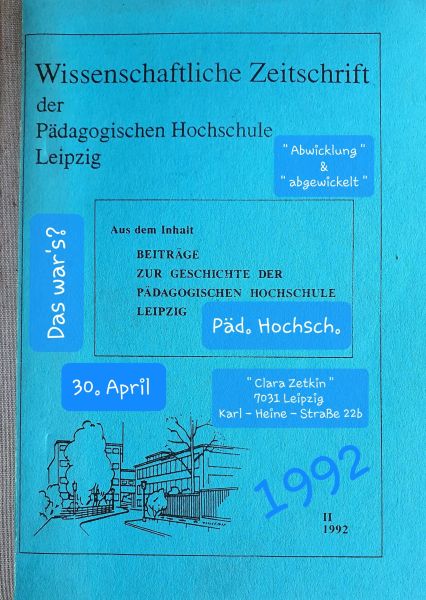 Wissenschaftliche Zeitschrift
der
Pädagogischen Hochschule
Leipzig
" Abwicklung "
&
" abgewickelt "
Das war's?
Aus dem Inhalt
BEITRÄGE
ZUR GESCHICHTE DER
PÄDAGOGISCHEN HOCHSCHULE
LEIPZIG
Päd. Hochsch.
30. April
" Clara Zetkin "
7031 Leipzig
Karl - Heine - Straße 22b
1992
II
1992